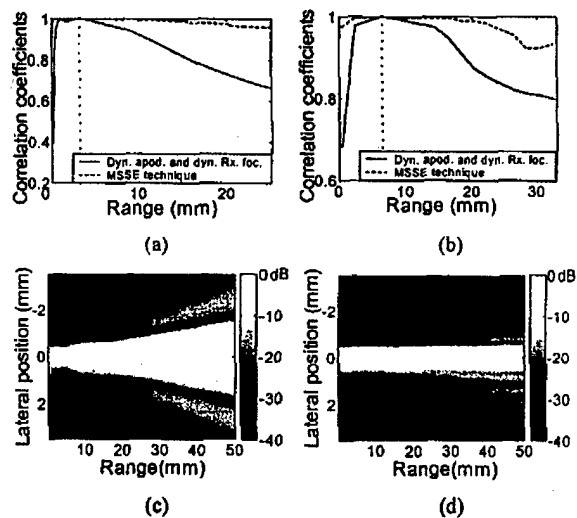 Correlation coefficients
1
0.8
0.6
0.4
0.2
0 10 20
Dyn. apod. and dyn. Rx. foc.
MSSE technique
Range (mm)
(a)
Correlation coefficients
1
0.8
0.6
0 10 20 30
Dyn. apod. and dyn. Rx. foc.
MSSE technique
Range (mm)
(b)
Lateral position (mm)
-2
0
2
10 20 30 40 50
Range(mm)
0 dB
-10
-20
-30
-40
(c)
Lateral position (mm)
-2
0
2
10 20 30 40 50
Range(mm)
0 dB
-10
-20
-30
-40
(d)